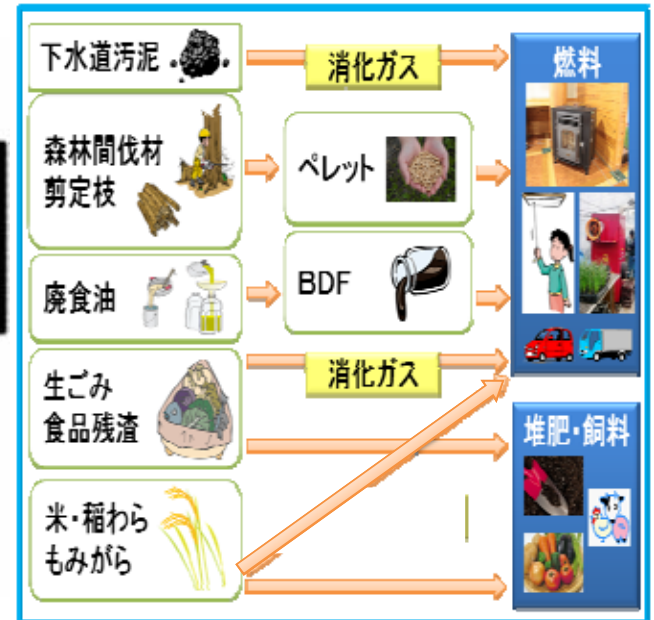 下水道汚泥
消化ガス
燃料
森林間伐材
剪定枝
ペレット
廃食油
BDF
生ごみ
食品残渣
消化ガス
堆肥・飼料
米・稲わら
もみがら